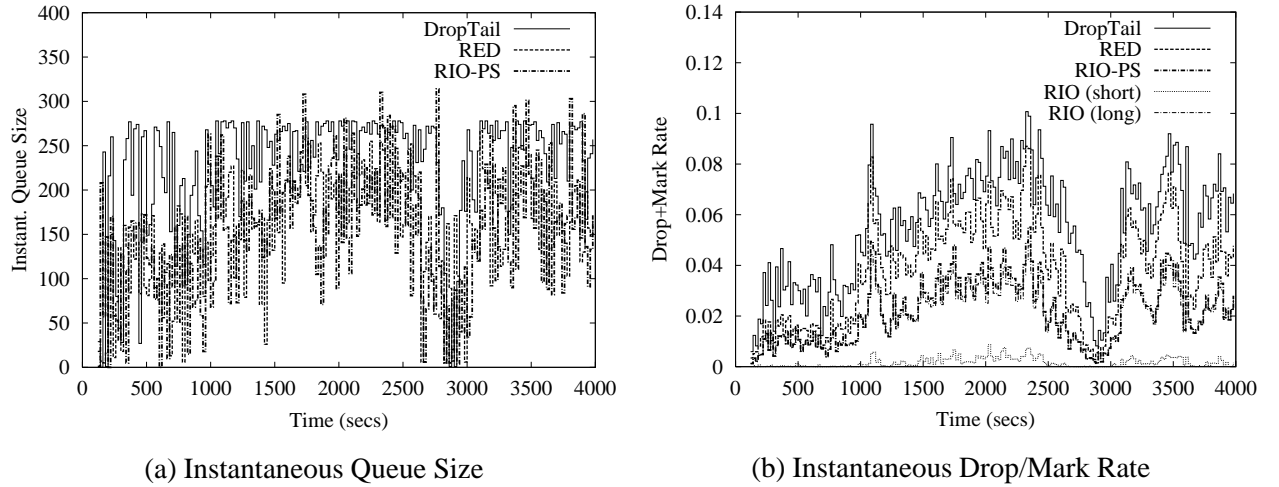 400
350
300
250
200
150
100
50
0
Instant. Queue Size
DropTail
RED
RIO-PS
0 500 1000 1500 2000 2500 3000 3500 4000
Time (secs)
(a) Instantaneous Queue Size
0.14
0.12
0.1
0.08
0.06
0.04
0.02
0
Drop+Mark Rate
DropTail
RED
RIO-PS
RIO (short)
RIO (long)
0 500 1000 1500 2000 2500 3000 3500 4000
Time (secs)
(b) Instantaneous Drop/Mark Rate